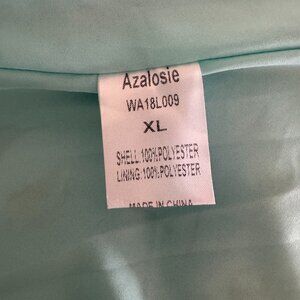 Azalosie
WA18L009
XL
SHELL:100%POLYESTER
LINING:100%POLYESTER
MADE IN CHINA